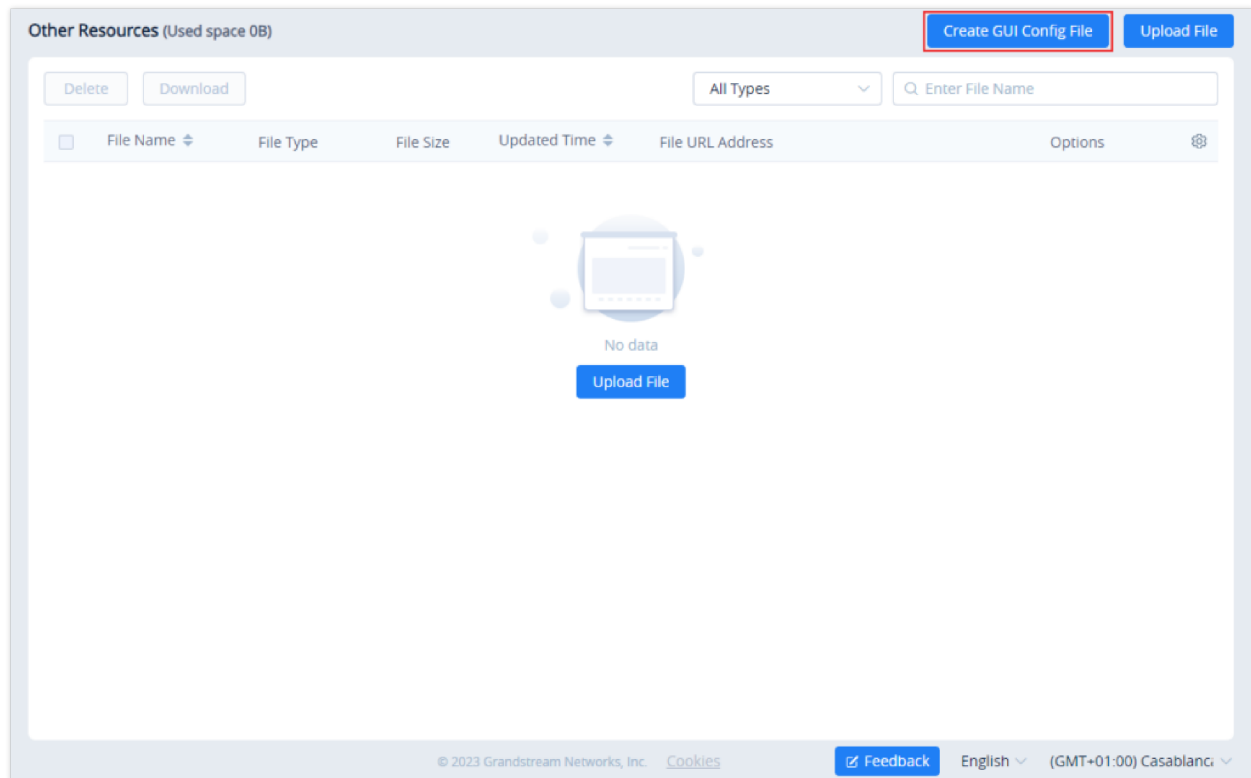 Other Resources (Used space 0B)
Create GUI Config File
Upload File
Delete
Download
All Types
Enter File Name
File Name
File Type
File Size
Updated Time
File URL Address
Options
No data
Upload File
© 2023 Grandstream Networks, Inc.
Cookies
Feedback
English
(GMT+01:00) Casablanca